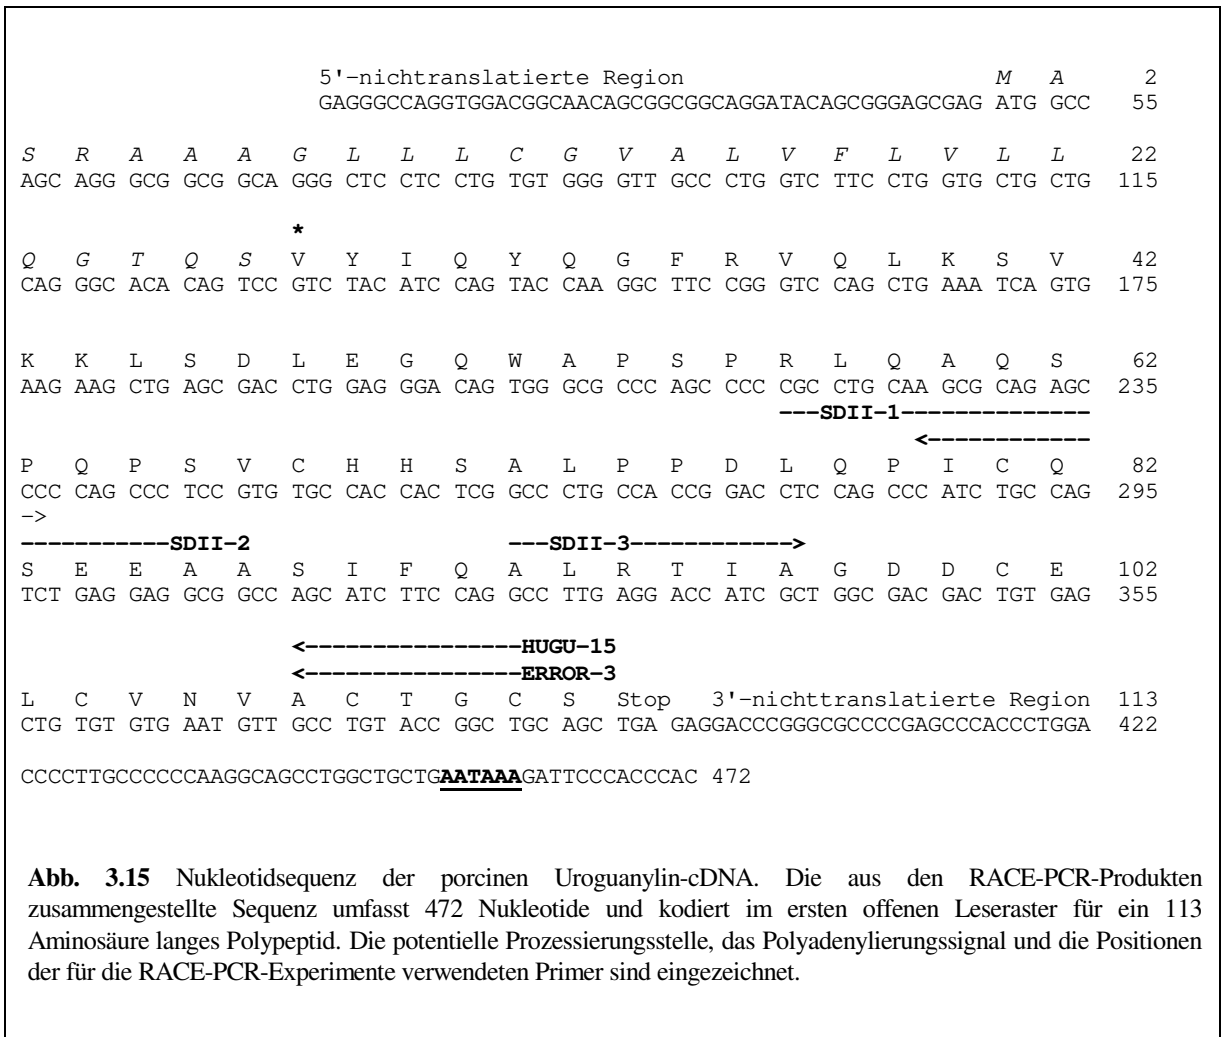 5'-nichtranslatierte Region M A 2
GAGGGCCAGGTGGACGGCAACAGCGGCGGCAGGATACAGCGGGAGCGAG ATG GCC 55
S R A A A G L L L C G V A L V F L V L L 22
AGC AGG GCG GCG GCA GGG CTC CTC CTG TGT GGG GTT GCC CTG GTC TTC CTG GTG CTG CTG 115
*
Q G T Q S V Y I Q Y Q G F R V Q L K S V 42
CAG GGC ACA CAG TCC GTC TAC ATC CAG TAC CAA GGC TTC CGG GTC CAG CTG AAA TCA GTG 175
K K L S D L E G Q W A P S P R L Q A Q S 62
AAG AAG CTG AGC GAC CTG GAG GGA CAG TGG GCG CCC AGC CCC CGC CTG CAA GCG CAG AGC 235
---SDII-1--------------
<------------
P Q P S V C H H S A L P P D L Q P I C Q 82
CCC CAG CCC TCC GTG TGC CAC CAC TCG GCC CTG CCA CCG GAC CTC CAG CCC ATC TGC CAG 295
->
-----------SDII-2 ---SDII-3------------>
S E E A A S I F Q A L R T I A G D D C E 102
TCT GAG GAG GCG GCC AGC ATC TTC CAG GCC TTG AGG ACC ATC GCT GGC GAC GAC TGT GAG 355
<----------------HUGU-15
<----------------ERROR-3
L C V N V A C T G C S Stop 3'-nichttranslatierte Region 113
CTG TGT GTG AAT GTT GCC TGT ACC GGC TGC AGC TGA GAGGACCCGGGCGCCCCGAGCCCACCCTGGA 422
CCCCTTGCCCCCCAAGGCAGCCTGGCTGCTGAATAAAGATTCCCACCCAC 472
Abb. 3.15 Nukleotidsequenz der porcinen Uroguanylin-cDNA. Die aus den RACE-PCR-Produkten
zusammengestellte Sequenz umfasst 472 Nukleotide und kodiert im ersten offenen Leseraster für ein 113
Aminosäure langes Polypeptid. Die potentielle Prozessierungsstelle, das Polyadenylierungssignal und die Positionen
der für die RACE-PCR-Experimente verwendeten Primer sind eingezeichnet.